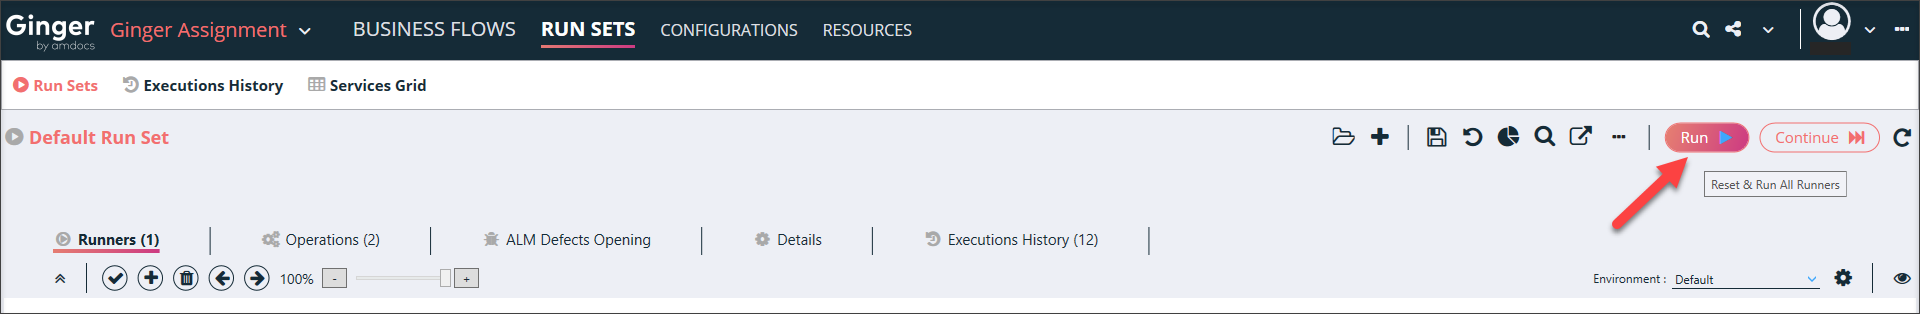 Ginger
by amdocs
Ginger Assignment
BUSINESS FLOWS
RUN SETS
CONFIGURATIONS
RESOURCES
Run Sets
Executions History
Services Grid
Default Run Set
Run
Continue
Reset & Run All Runners
Runners (1)
Operations (2)
ALM Defects Opening
Details
Executions History (12)
100%
-
+
Environment :
Default